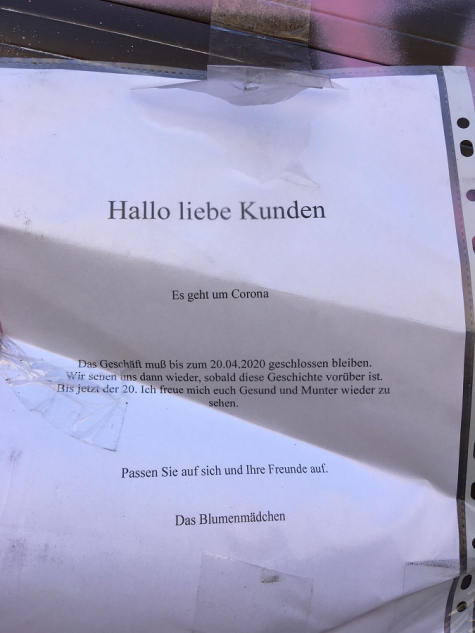 Hallo liebe Kunden
Es geht um Corona
Das Geschäft muß bis zum 20.04.2020 geschlossen bleiben.
Wir sehen uns dann wieder, sobald diese Geschichte vorüber ist.
Bis jetzt der 20. Ich freue mich euch Gesund und Munter wieder zu
sehen.
Passen Sie auf sich und Ihre Freunde auf.
Das Blumenmädchen